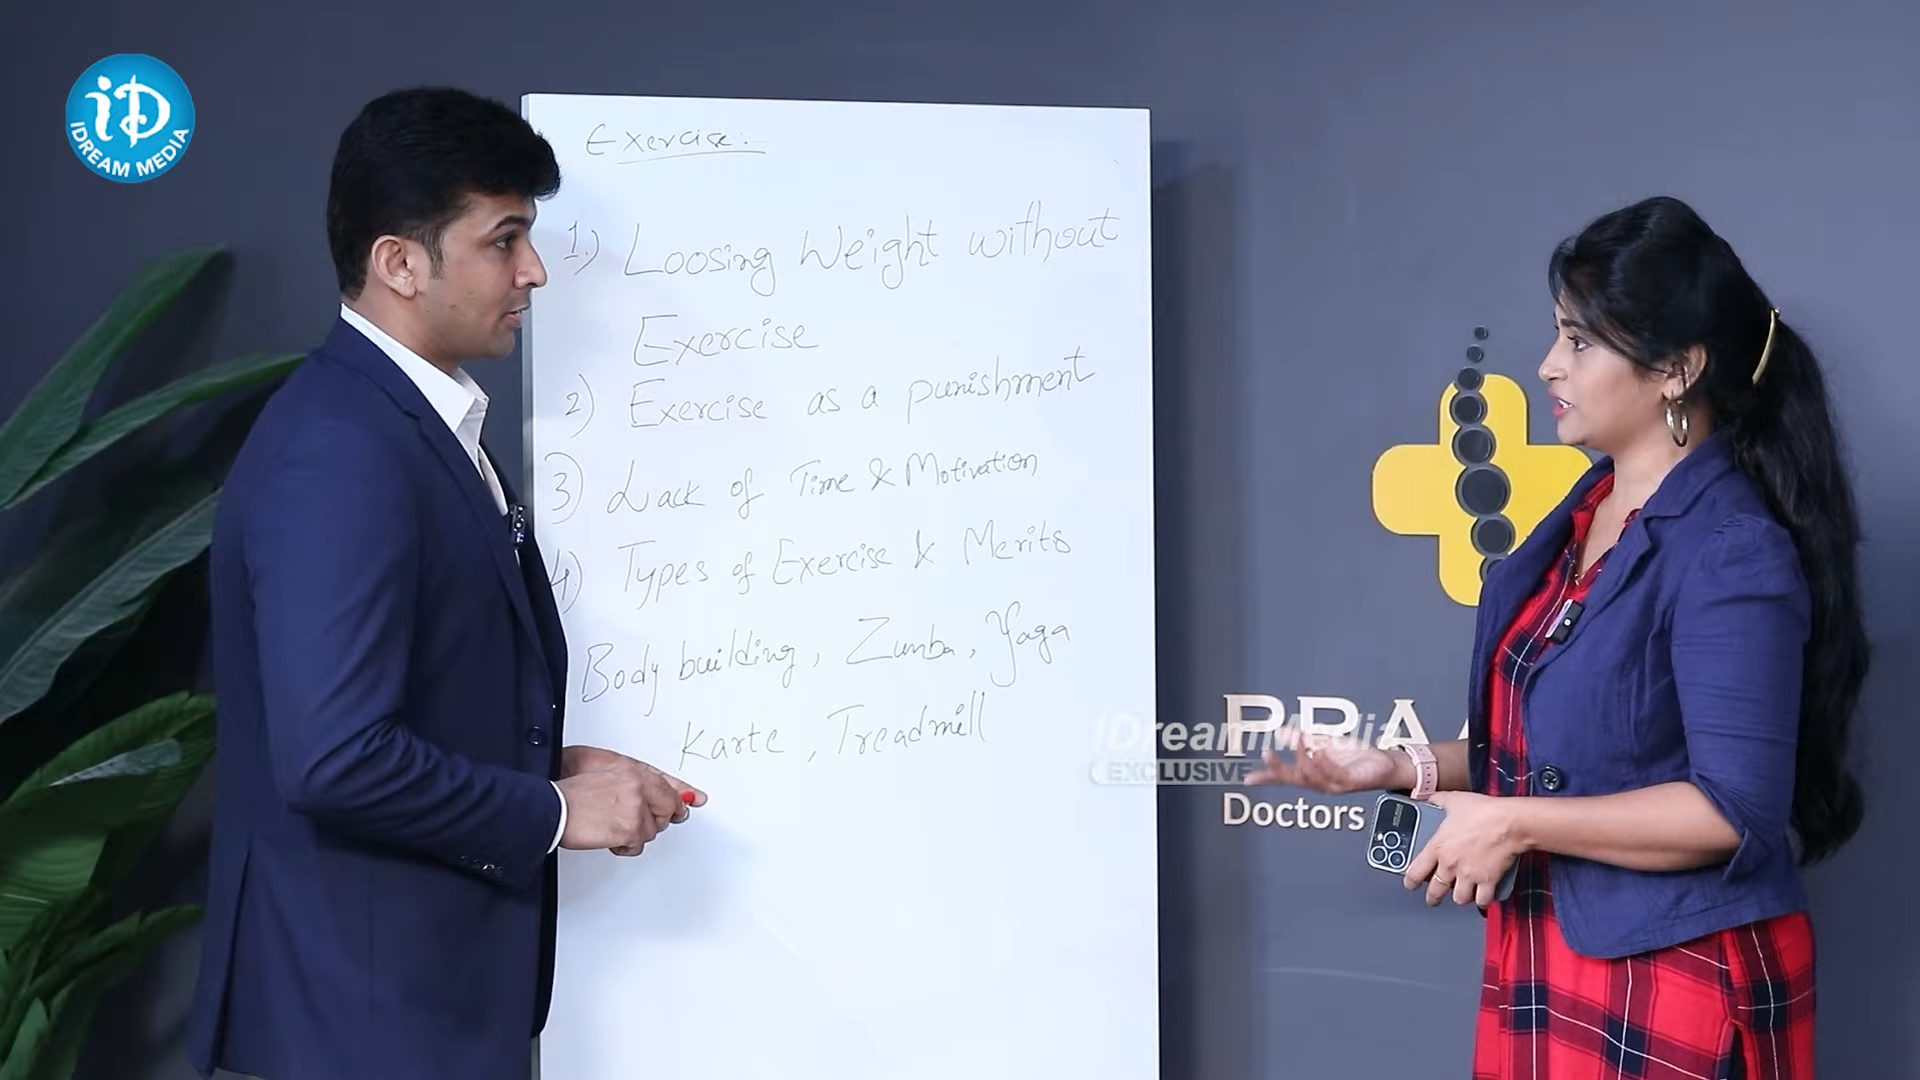 iD
IDREAM MEDIA
Exercise:
1.) Loosing Weight without
Exercise
2) Exercise as a punishment
3) Lack of Time & Motivation
4) Types of Exercise & Merits
Body building, Zumba, Yoga
Karte, Treadmill
iDreamMedia
EXCLUSIVE
PRA
Doctors